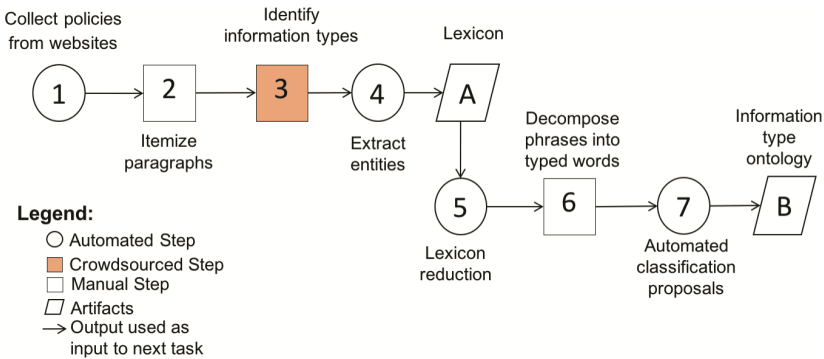 Collect policies
from websites
Identify
information types
Lexicon
1
2
3
4
A
Itemize
paragraphs
Extract
entities
Decompose
phrases into
typed words
Information
type
ontology
5
6
7
B
Lexicon
reduction
Automated
classification
proposals
Legend:
Automated Step
Crowdsourced Step
Manual Step
Artifacts
Output used as
input to next task